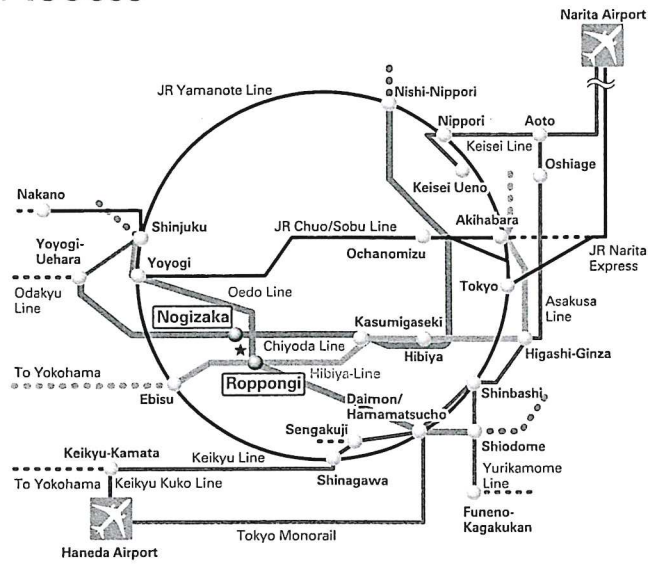 Narita Airport
JR Yamanote Line
Nishi-Nippori
Nippori
Aoto
Keisei Line
Oshiage
Keisei Ueno
Nakano
Shinjuku
Akihabara
JR Chuo/Sobu Line
Yoyogi-
Uehara
Yoyogi
Ochanomizu
JR Narita
Express
Tokyo
Odakyu
Line
Oedo Line
Asakusa
Line
Nogizaka
Kasumigaseki
Chiyoda Line
Hibiya
Higashi-Ginza
To Yokohama
Roppongi
Hibiya-Line
Ebisu
Daimon/
Hamamatsucho
Shinbashi
Sengakuji
Shiodome
Keikyu-Kamata
Keikyu Line
To Yokohama
Keikyu Kuko Line
Shinagawa
Yurikamome
Line
Funeno-
Kagakukan
Haneda Airport
Tokyo Monorail